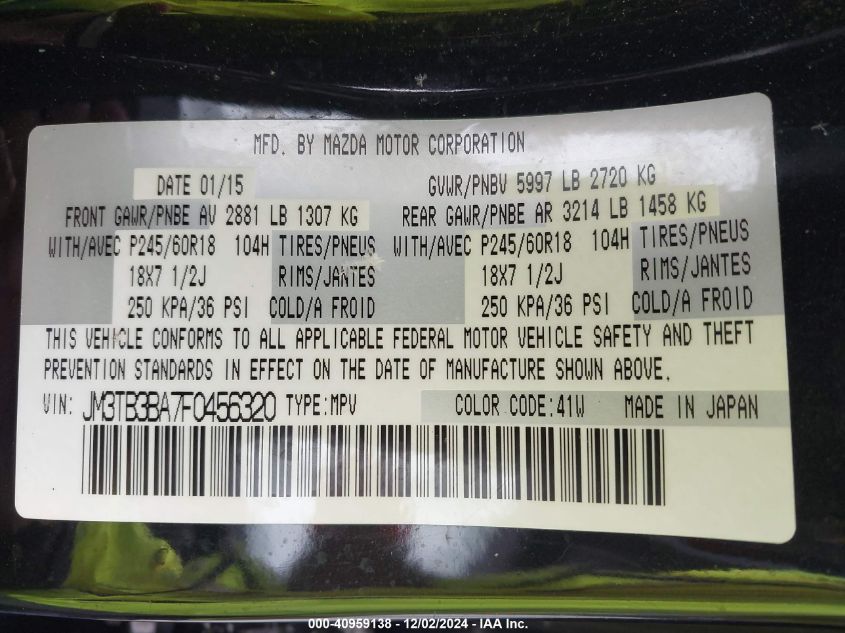 MFD. BY MAZDA MOTOR CORPORATION
DATE 01/15 GVWR/PNBV 5997 LB 2720 KG
FRONT GAWR/PNBE AV 2881 LB 1307 KG REAR GAWR/PNBE AR 3214 LB 1458 KG
WITH/AVEC P245/60R18 104H TIRES/PNEUS WITH/AVEC P245/60R18 104H TIRES/PNEUS
18X7 1/2J RIMS/JANTES 18X7 1/2J RIMS/JANTES
250 KPA/36 PSI COLD/A FROID 250 KPA/36 PSI COLD/A FROID
THIS VEHICLE CONFORMS TO ALL APPLICABLE FEDERAL MOTOR VEHICLE SAFETY AND THEFT
PREVENTION STANDARDS IN EFFECT ON THE DATE OF MANUFACTURE SHOWN ABOVE.
VIN: JM3TB3BA7F0456320 TYPE:MPV COLOR CODE:41W MADE IN JAPAN
000-40959138 - 12/02/2024 - IAA Inc.